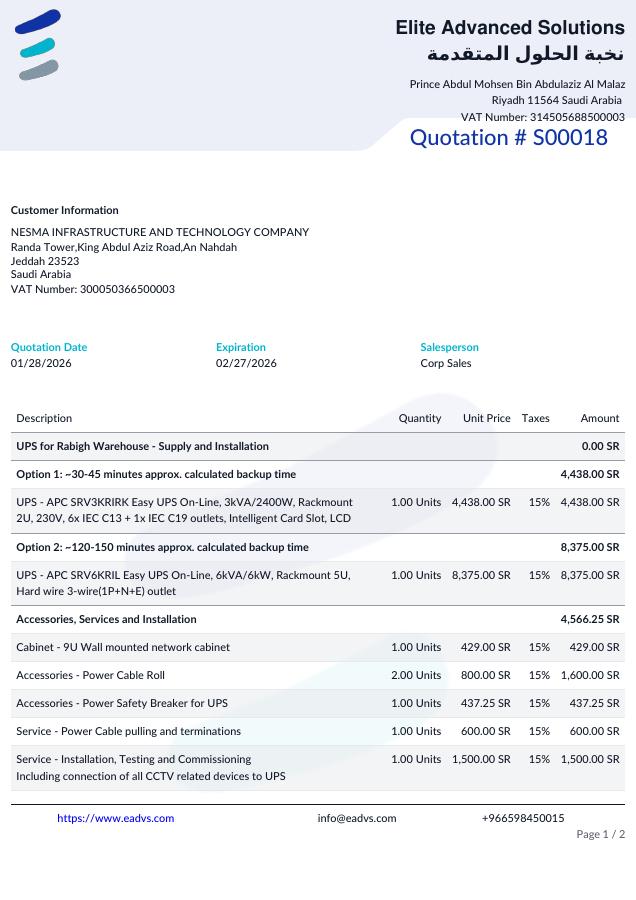 Elite Advanced Solutions
نخبة الحلول المتقدمة
Prince Abdul Mohsen Bin Abdulaziz Al Malaz
Riyadh 11564 Saudi Arabia
VAT Number: 314505688500003
Quotation # S00018
Customer Information
NESMA INFRASTRUCTURE AND TECHNOLOGY COMPANY
Randa Tower,King Abdul Aziz Road,An Nahdah
Jeddah 23523
Saudi Arabia
VAT Number: 300050366500003
Quotation Date Expiration Salesperson
01/28/2026 02/27/2026 Corp Sales
Description Quantity Unit Price Taxes Amount
UPS for Rabigh Warehouse - Supply and Installation 0.00 SR
Option 1: ~30-45 minutes approx. calculated backup time 4,438.00 SR
UPS - APC SRV3KRIRK Easy UPS On-Line, 3kVA/2400W, Rackmount 1.00 Units 4,438.00 SR 15% 4,438.00 SR
2U, 230V, 6x IEC C13 + 1x IEC C19 outlets, Intelligent Card Slot, LCD
Option 2: ~120-150 minutes approx. calculated backup time 8,375.00 SR
UPS - APC SRV6KRIL Easy UPS On-Line, 6kVA/6kW, Rackmount 5U, 1.00 Units 8,375.00 SR 15% 8,375.00 SR
Hard wire 3-wire(1P+N+E) outlet
Accessories, Services and Installation 4,566.25 SR
Cabinet - 9U Wall mounted network cabinet 1.00 Units 429.00 SR 15% 429.00 SR
Accessories - Power Cable Roll 2.00 Units 800.00 SR 15% 1,600.00 SR
Accessories - Power Safety Breaker for UPS 1.00 Units 437.25 SR 15% 437.25 SR
Service - Power Cable pulling and terminations 1.00 Units 600.00 SR 15% 600.00 SR
Service - Installation, Testing and Commissioning 1.00 Units 1,500.00 SR 15% 1,500.00 SR
Including connection of all CCTV related devices to UPS
https://www.eadvs.com info@eadvs.com +966598450015
Page 1 / 2